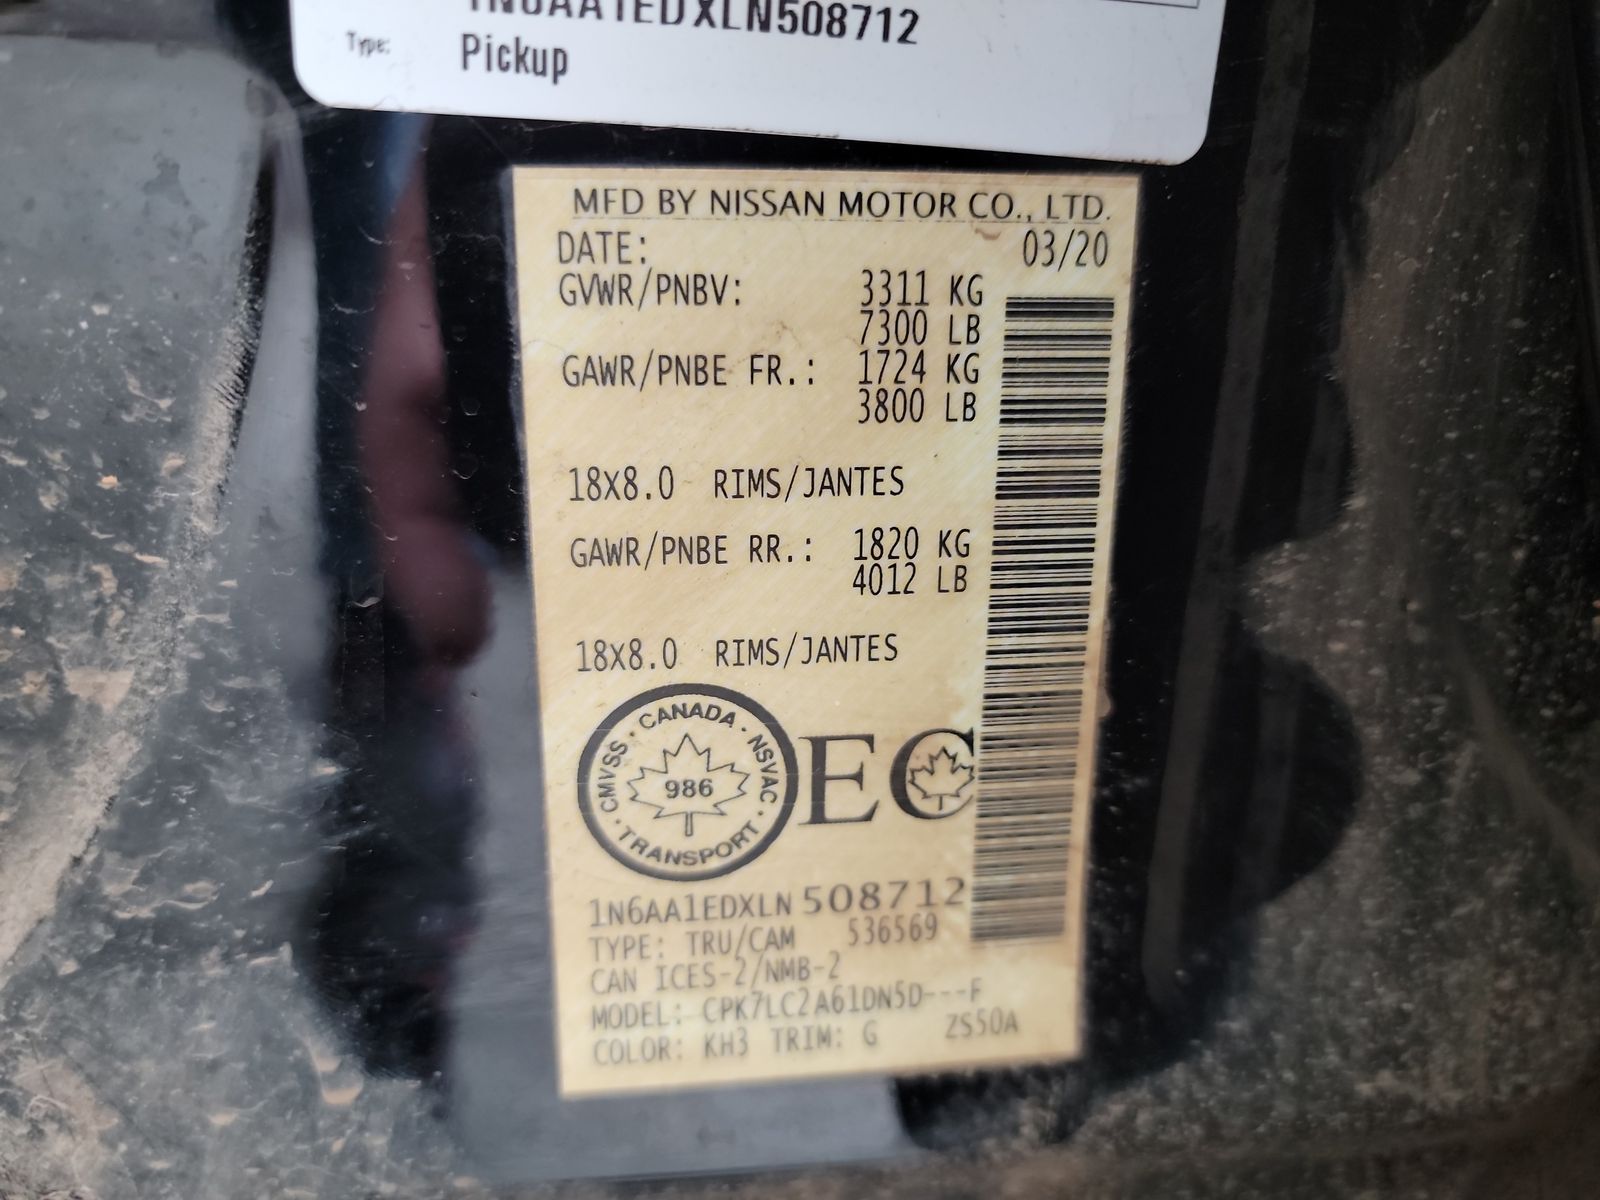 1N6AA1EDXLN508712
Type: Pickup
MFD BY NISSAN MOTOR CO., LTD.
DATE: 03/20
GVWR/PNBV: 3311 KG
7300 LB
GAWR/PNBE FR.: 1724 KG
3800 LB
18X8.0 RIMS/JANTES
GAWR/PNBE RR.: 1820 KG
4012 LB
18X8.0 RIMS/JANTES
CANADA · NSVAC · TRANSPORT · CMVSS ·
986
EC
1N6AA1EDXLN 508712
TYPE: TRU/CAM 536569
CAN ICES-2/NMB-2
MODEL: CPK7LC2A61DN5D---F
COLOR: KH3 TRIM: G ZS50A